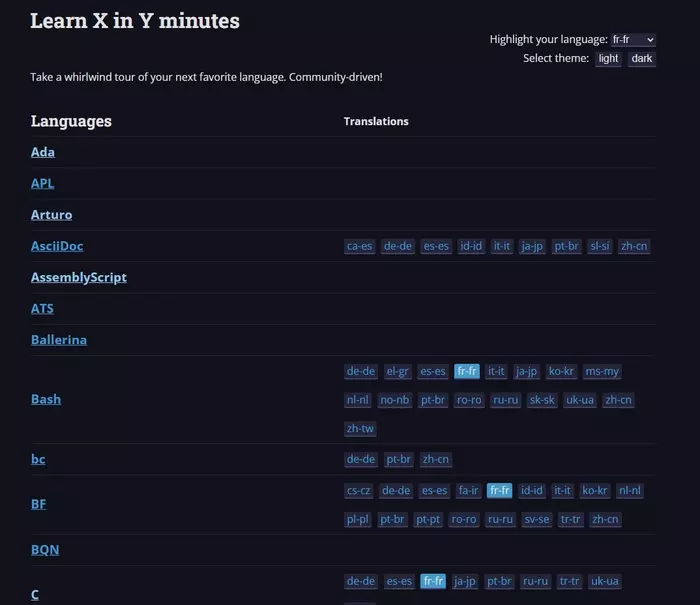 Learn X in Y minutes
Highlight your language: fr-fr
Select theme: light dark
Take a whirlwind tour of your next favorite language. Community-driven!
Languages Translations
Ada
APL
Arturo
AsciiDoc ca-es de-de es-es id-id it-it ja-jp pt-br sl-si zh-cn
AssemblyScript
ATS
Ballerina
de-de el-gr es-es fr-fr it-it ja-jp ko-kr ms-my
Bash nl-nl no-nb pt-br ro-ro ru-ru sk-sk uk-ua zh-cn
zh-tw
bc de-de pt-br zh-cn
cs-cz de-de es-es fa-ir fr-fr id-id it-it ko-kr nl-nl
BF
pl-pl pt-br pt-pt ro-ro ru-ru sv-se tr-tr zh-cn
BQN
de-de es-es fr-fr ja-jp pt-br ru-ru tr-tr uk-ua
C